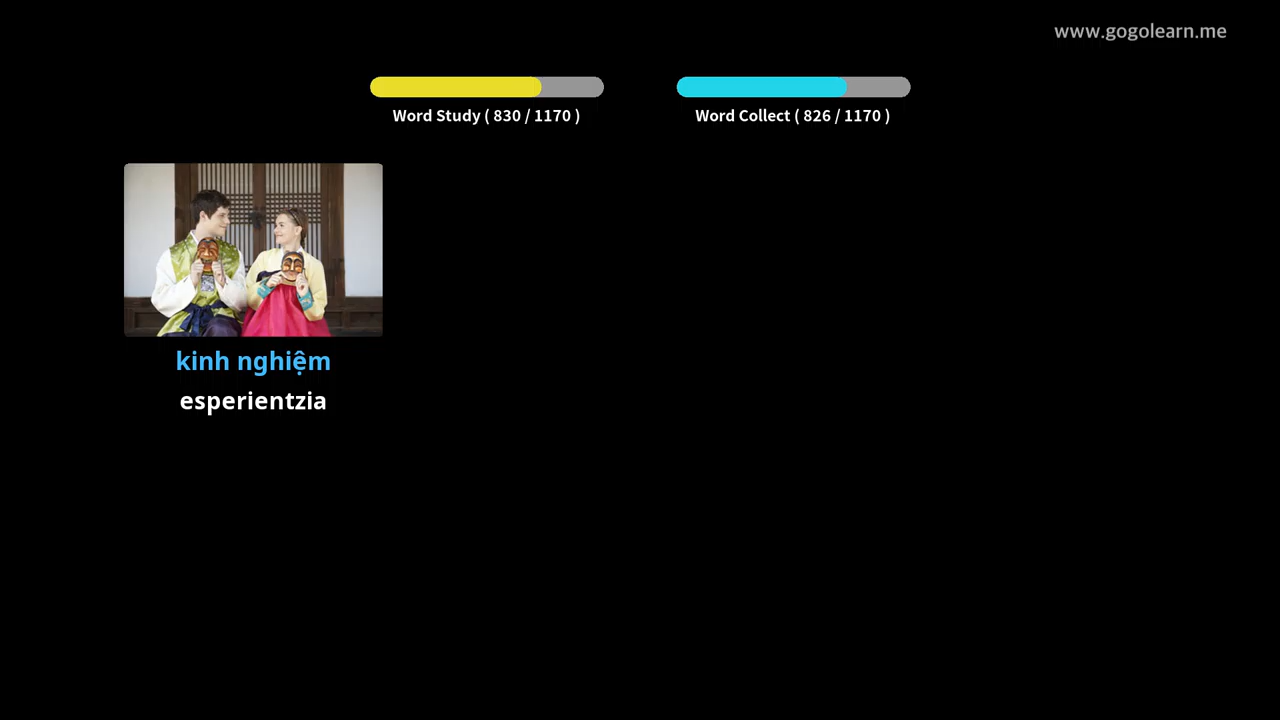 www.gogolearn.me
Word Study ( 830 / 1170 )
Word Collect ( 826 / 1170 )
kinh nghiệm
esperientzia